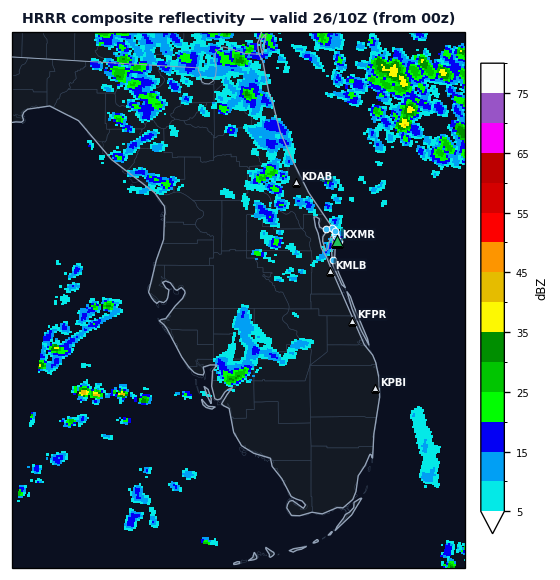 HRRR composite reflectivity — valid 26/10Z (from 00z)
KDAB
KXMR
KMLB
KFPR
KPBI
75
65
55
45
35
25
15
5
dBZ